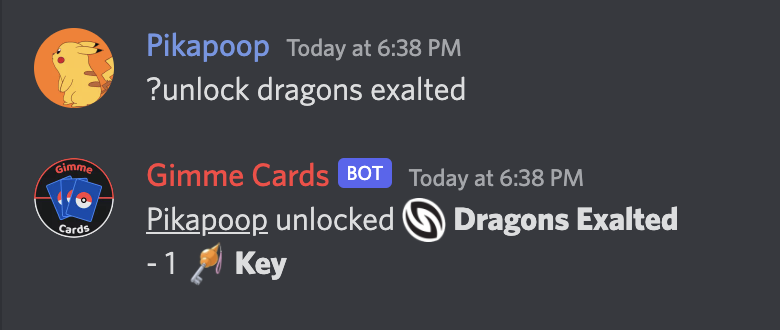 Pikapoop Today at 6:38 PM
?unlock dragons exalted
Gimme Cards
Gimme Cards BOT Today at 6:38 PM
Pikapoop unlocked Dragons Exalted
- 1 Key